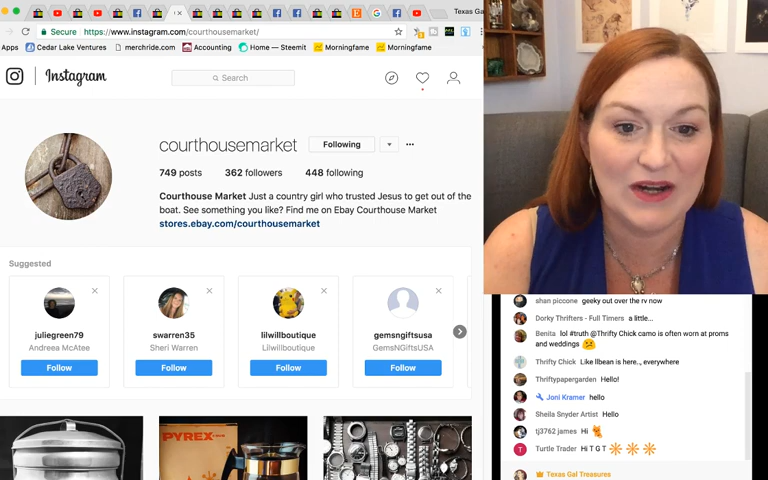 Texas Gal
Secure
https://www.instagram.com/courthousemarket/
Apps
Cedar Lake Ventures
merchride.com
Accounting
Home — Steemit
Morningfame
Morningfame
Instagram
Search
courthousemarket
Following
749 posts
362 followers
448 following
Courthouse Market Just a country girl who trusted Jesus to get out of the
boat. See something you like? Find me on Ebay Courthouse Market
stores.ebay.com/courthousemarket
Suggested
juliegreen79
Andreea McAtee
Follow
swarren35
Sheri Warren
Follow
lilwillboutique
Lilwillboutique
Follow
gemsngiftsusa
GemsNGiftsUSA
Follow
PYREX
shan piccone geeky out over the rv now
Dorky Thrifters - Full Timers a little...
Benita lol #truth @Thrifty Chick camo is often worn at proms
and weddings
Thrifty Chick Like llbean is here.., everywhere
Thriftypapergarden Hello!
Joni Kramer hello
Sheila Snyder Artist Hello
tj3762 james Hi
T
Turtle Trader Hi T G T
Texas Gal Treasures